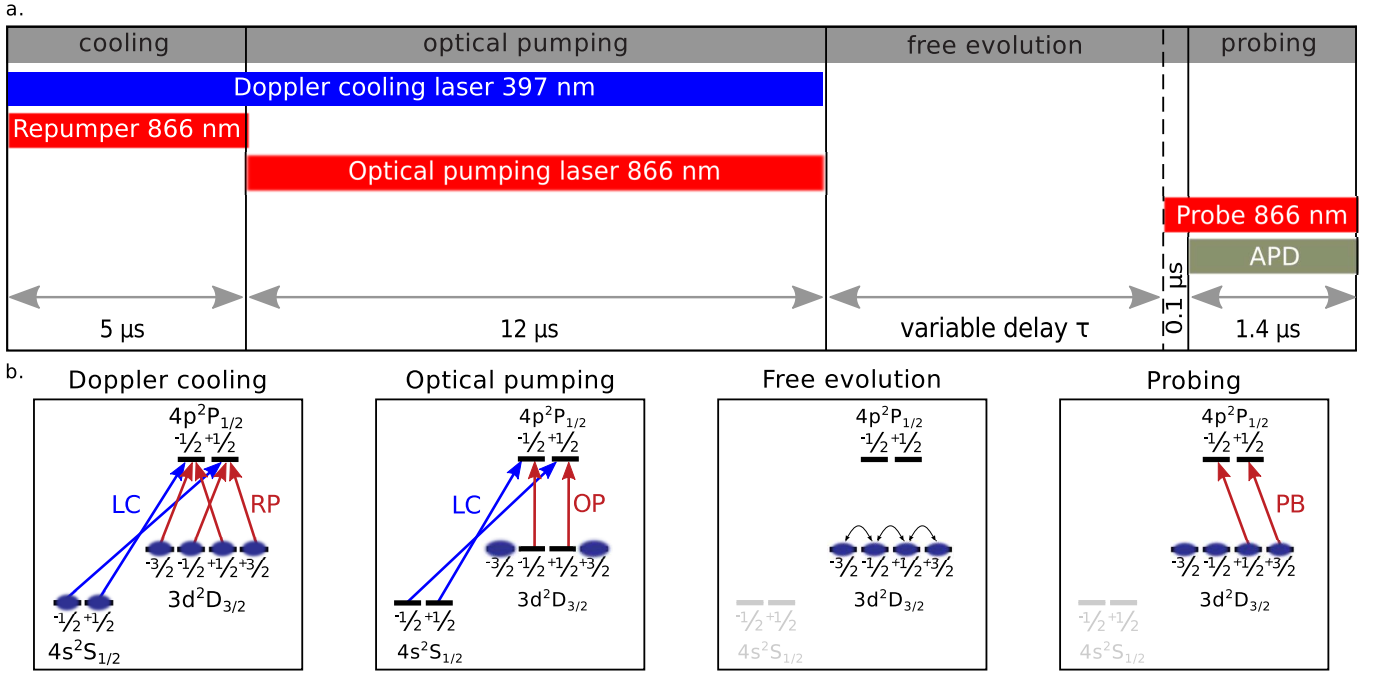 a.
cooling optical pumping free evolution probing
Doppler cooling laser 397 nm
Repumper 866 nm
Optical pumping laser 866 nm
Probe 866 nm
APD
5 µs 12 µs variable delay τ 0.1 µs 1.4 µs
b.
Doppler cooling Optical pumping Free evolution Probing
4p²P₁/₂ 4p²P₁/₂ 4p²P₁/₂ 4p²P₁/₂
-1/2 +1/2 -1/2 +1/2 -1/2 +1/2 -1/2 +1/2
LC RP LC OP PB
-3/2 -1/2 +1/2 +3/2 -3/2 -1/2 +1/2 +3/2 -3/2 -1/2 +1/2 +3/2 -3/2 -1/2 +1/2 +3/2
3d²D₃/₂ 3d²D₃/₂ 3d²D₃/₂ 3d²D₃/₂
-1/2 +1/2 -1/2 +1/2 -1/2 +1/2 -1/2 +1/2
4s²S₁/₂ 4s²S₁/₂ 4s²S₁/₂ 4s²S₁/₂